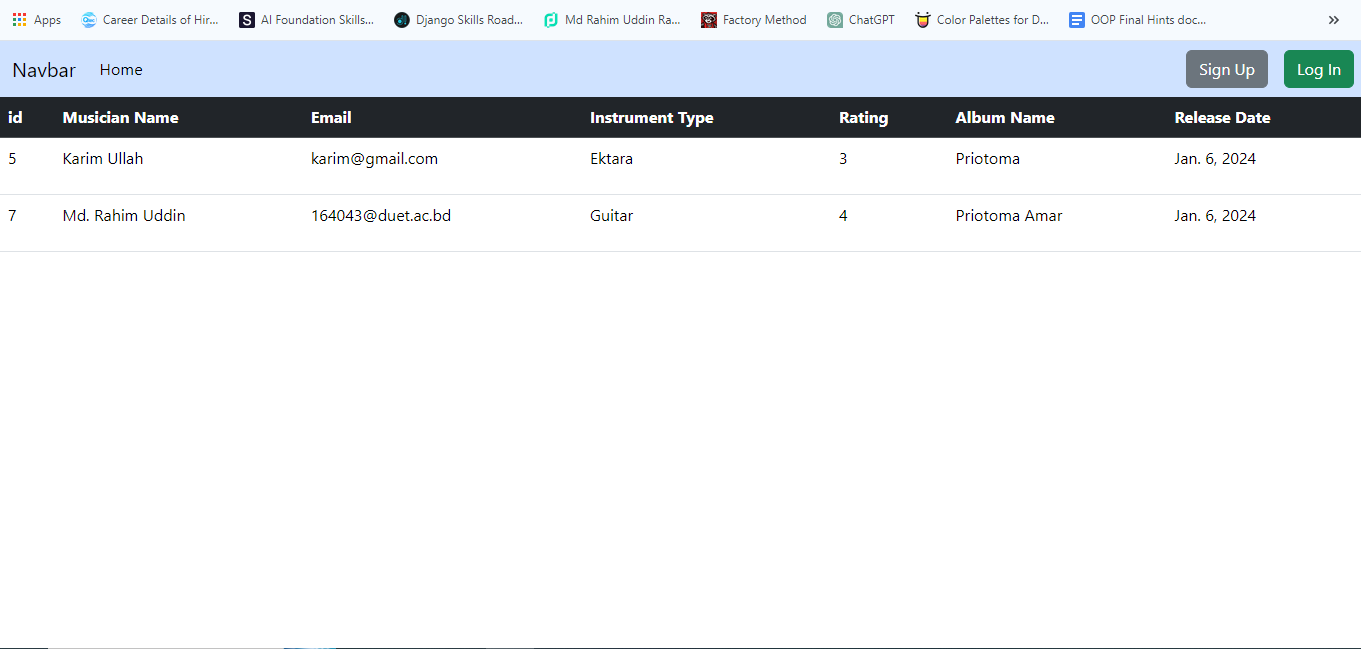 Apps Career Details of Hir... S AI Foundation Skills... Django Skills Road... Md Rahim Uddin Ra... Factory Method ChatGPT Color Palettes for D... OOP Final Hints doc... »
Navbar Home Sign Up Log In
id Musician Name Email Instrument Type Rating Album Name Release Date
5 Karim Ullah karim@gmail.com Ektara 3 Priotoma Jan. 6, 2024
7 Md. Rahim Uddin 164043@duet.ac.bd Guitar 4 Priotoma Amar Jan. 6, 2024